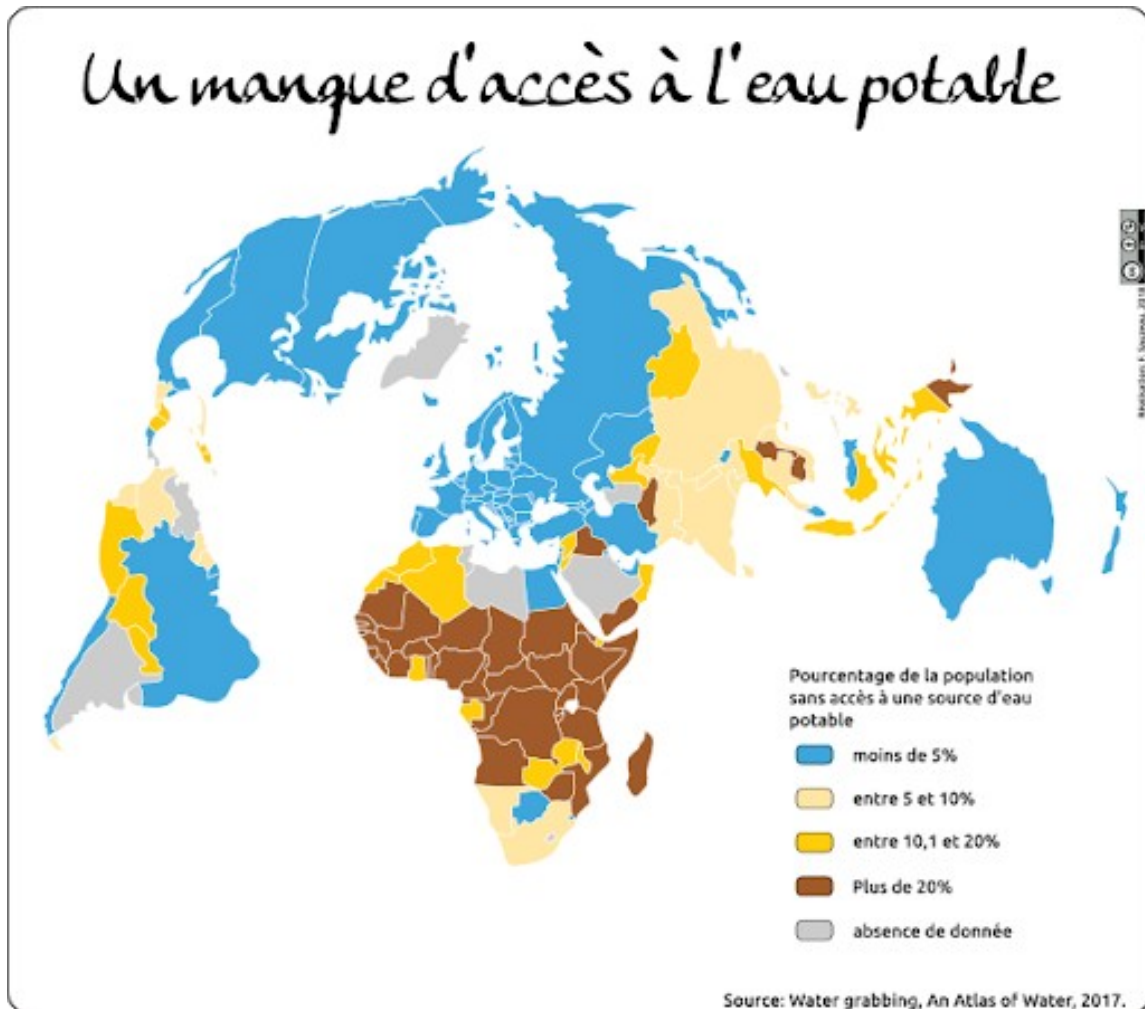 Un manque d'accès à l'eau potable
Pourcentage de la population
sans accès à une source d'eau
potable
moins de 5%
entre 5 et 10%
entre 10,1 et 20%
Plus de 20%
absence de donnée
Source: Water grabbing, An Atlas of Water, 2017.